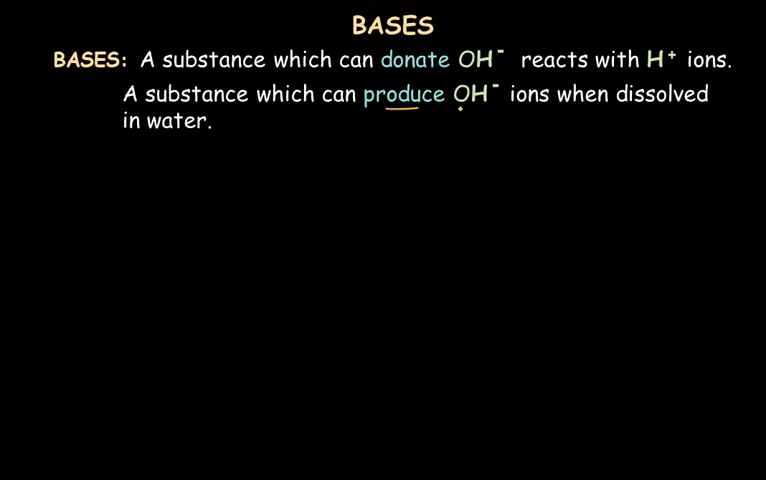 BASES
BASES: A substance which can donate OH⁻ reacts with H⁺ ions.
A substance which can produce OH⁻ ions when dissolved
in water.